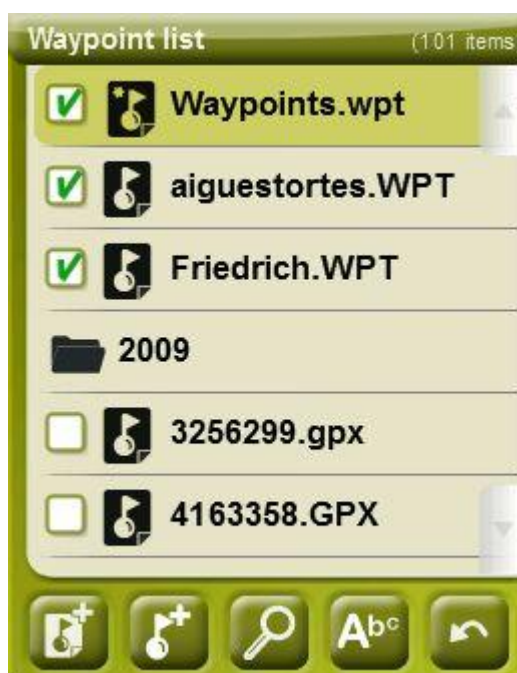 Waypoint list (101 items
Waypoints.wpt
aiguestortes.WPT
Friedrich.WPT
2009
3256299.gpx
4163358.GPX
Abc